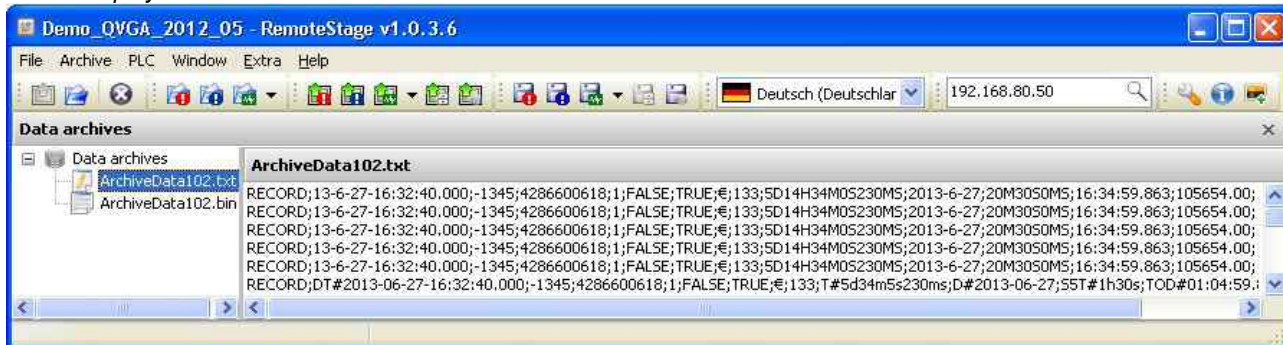 Demo_QVGA_2012_05 - RemoteStage v1.0.3.6
File Archive PLC Window Extra Help
Deutsch (Deutschlar 192.168.80.50
Data archives
Data archives
ArchiveData102.txt
ArchiveData102.bin
ArchiveData102.txt
RECORD;13-6-27-16:32:40.000;-1345;4286600618;1;FALSE;TRUE;€;133;5D14H34M0S230MS;2013-6-27;20M30S0MS;16:34:59.863;105654.00;
RECORD;13-6-27-16:32:40.000;-1345;4286600618;1;FALSE;TRUE;€;133;5D14H34M0S230MS;2013-6-27;20M30S0MS;16:34:59.863;105654.00;
RECORD;13-6-27-16:32:40.000;-1345;4286600618;1;FALSE;TRUE;€;133;5D14H34M0S230MS;2013-6-27;20M30S0MS;16:34:59.863;105654.00;
RECORD;13-6-27-16:32:40.000;-1345;4286600618;1;FALSE;TRUE;€;133;5D14H34M0S230MS;2013-6-27;20M30S0MS;16:34:59.863;105654.00;
RECORD;13-6-27-16:32:40.000;-1345;4286600618;1;FALSE;TRUE;€;133;5D14H34M0S230MS;2013-6-27;20M30S0MS;16:34:59.863;105654.00;
RECORD;DT#2013-06-27-16:32:40.000;-1345;4286600618;1;FALSE;TRUE;€;133;T#5d34m5s230ms;D#2013-06-27;S5T#1h30s;TOD#01:04:59.